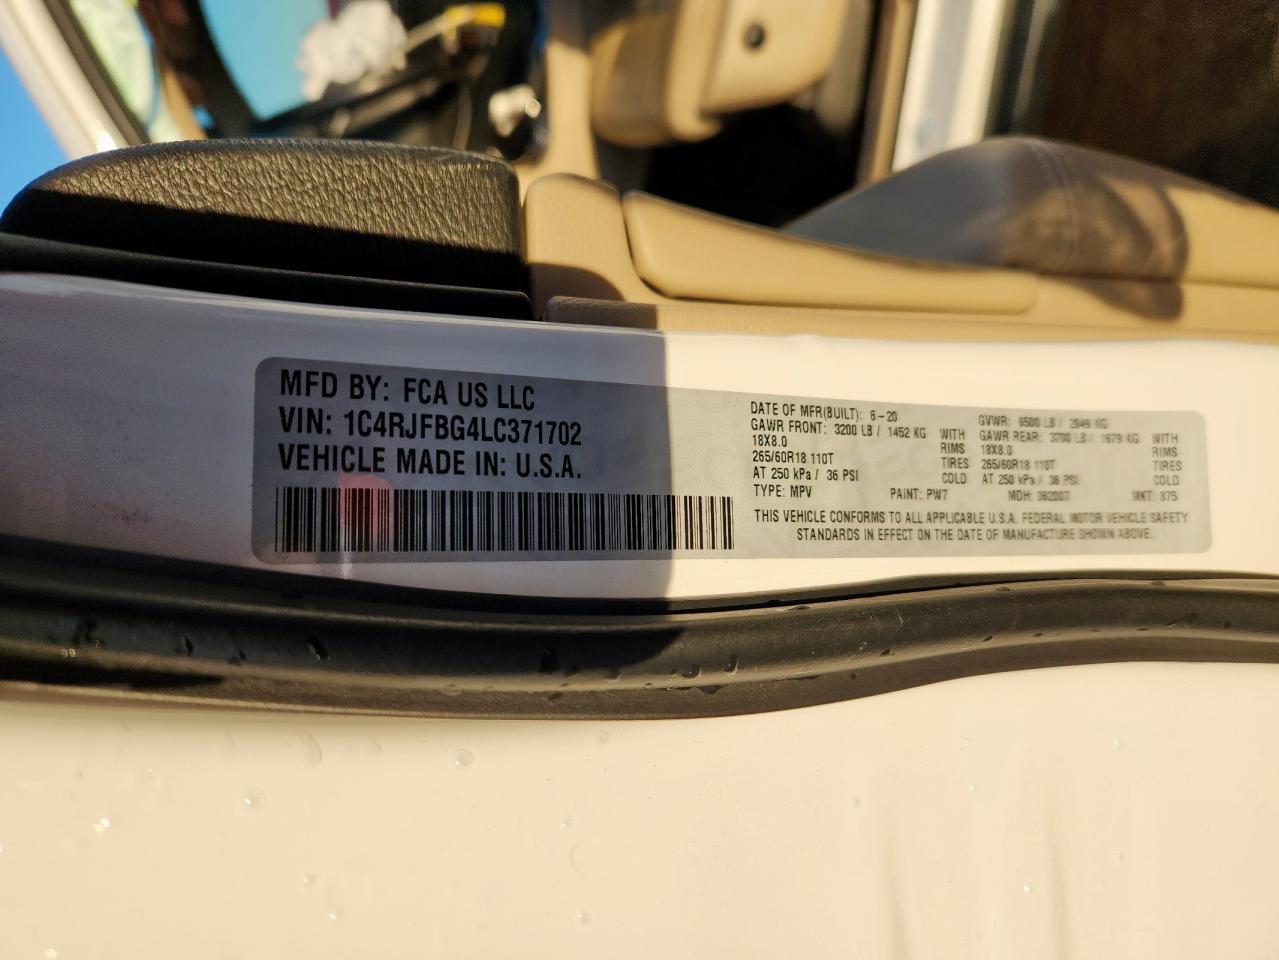 MFD BY: FCA US LLC
VIN: 1C4RJFBG4LC371702
VEHICLE MADE IN: U.S.A.
DATE OF MFR(BUILT): 6-20
GAWR FRONT: 3200 LB / 1452 KG WITH
18X8.0 RIMS
265/60R18 110T TIRES
AT 250 kPa / 36 PSI COLD
TYPE: MPV PAINT: PW7
GVWR: 6500 LB / 2949 KG
GAWR REAR: 3700 LB / 1679 KG WITH
18X8.0 RIMS
265/60R18 110T TIRES
AT 250 kPa / 36 PSI COLD
MDH: MKT: 875
THIS VEHICLE CONFORMS TO ALL APPLICABLE U.S.A. FEDERAL MOTOR VEHICLE SAFETY
STANDARDS IN EFFECT ON THE DATE OF MANUFACTURE SHOWN ABOVE.